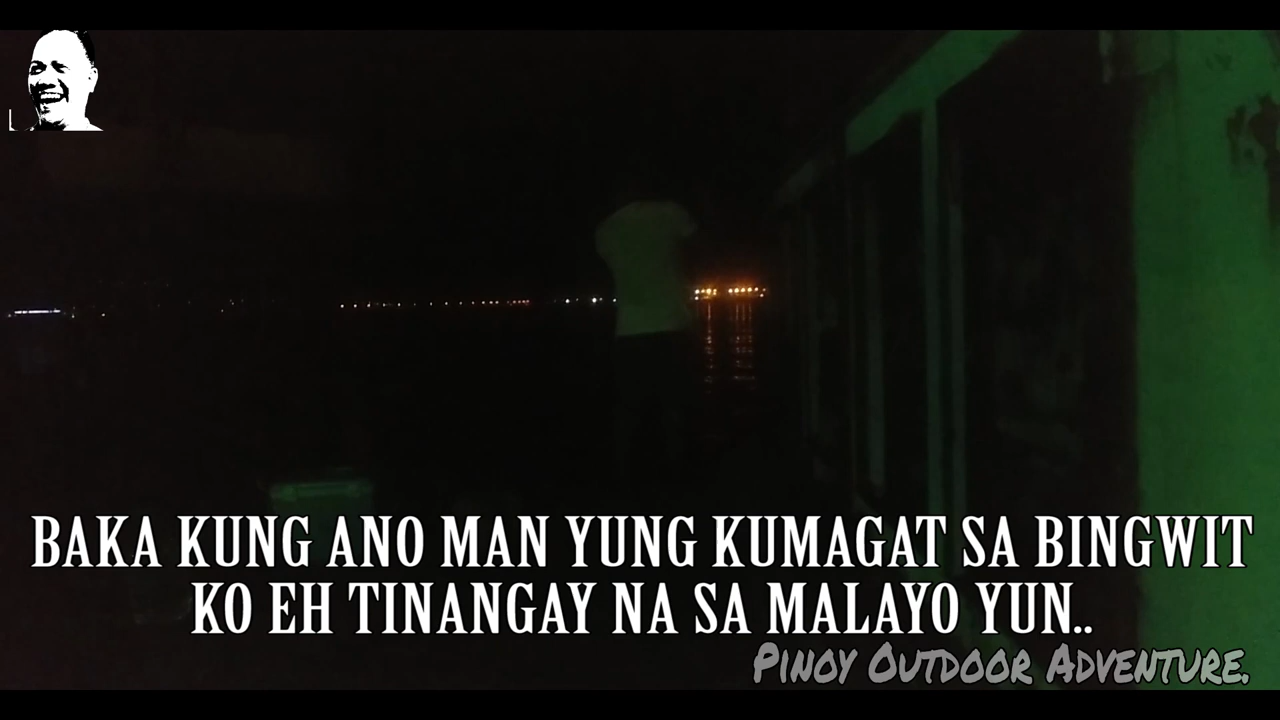 BAKA KUNG ANO MAN YUNG KUMAGAT SA BINGWIT
KO EH TINANGAY NA SA MALAYO YUN..
PINOY OUTDOOR ADVENTURE.